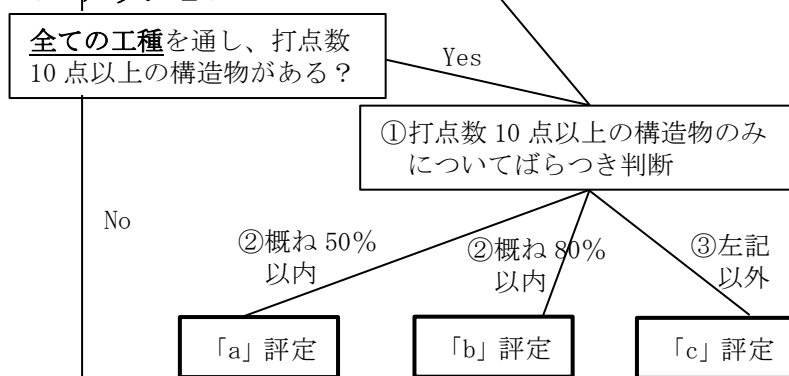 全ての工種を通し、打点数
10点以上の構造物がある？
Yes
①打点数10点以上の構造物のみ
についてばらつき判断
No
②概ね50%
以内
②概ね80%
以内
③左記
以外
「a」評定
「b」評定
「c」評定